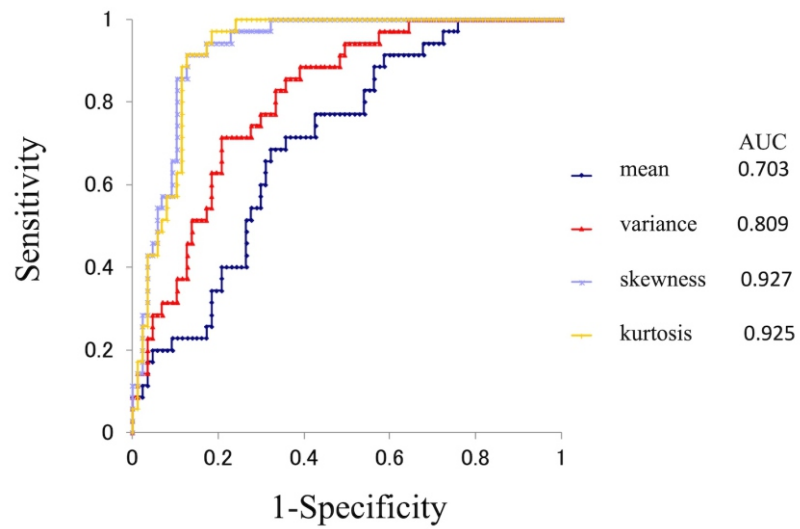 1
0.8
0.6
0.4
0.2
0
0 0.2 0.4 0.6 0.8 1
Sensitivity
1-Specificity
AUC
mean 0.703
variance 0.809
skewness 0.927
kurtosis 0.925